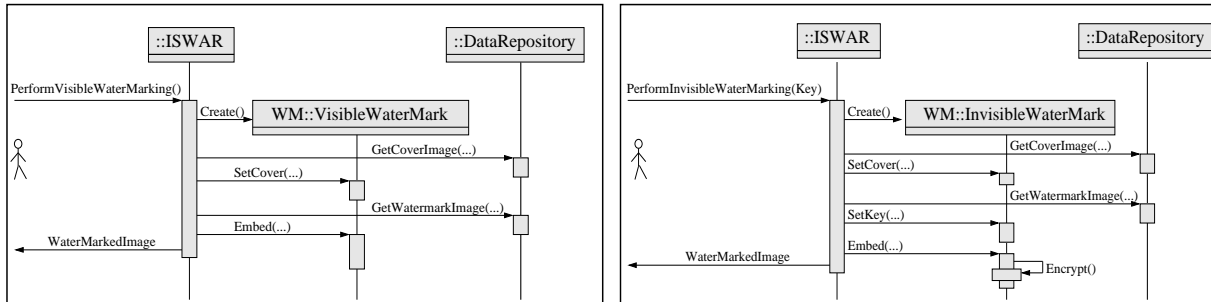 ::ISWAR
::DataRepository
PerformVisibleWaterMarking()
Create()
WM::VisibleWaterMark
GetCoverImage(...)
SetCover(...)
GetWatermarkImage(...)
Embed(...)
WaterMarkedImage
::ISWAR
::DataRepository
PerformInvisibleWaterMarking(Key)
Create()
WM::InvisibleWaterMark
GetCoverImage(...)
SetCover(...)
GetWatermarkImage(...)
SetKey(...)
Embed(...)
WaterMarkedImage
Encrypt()